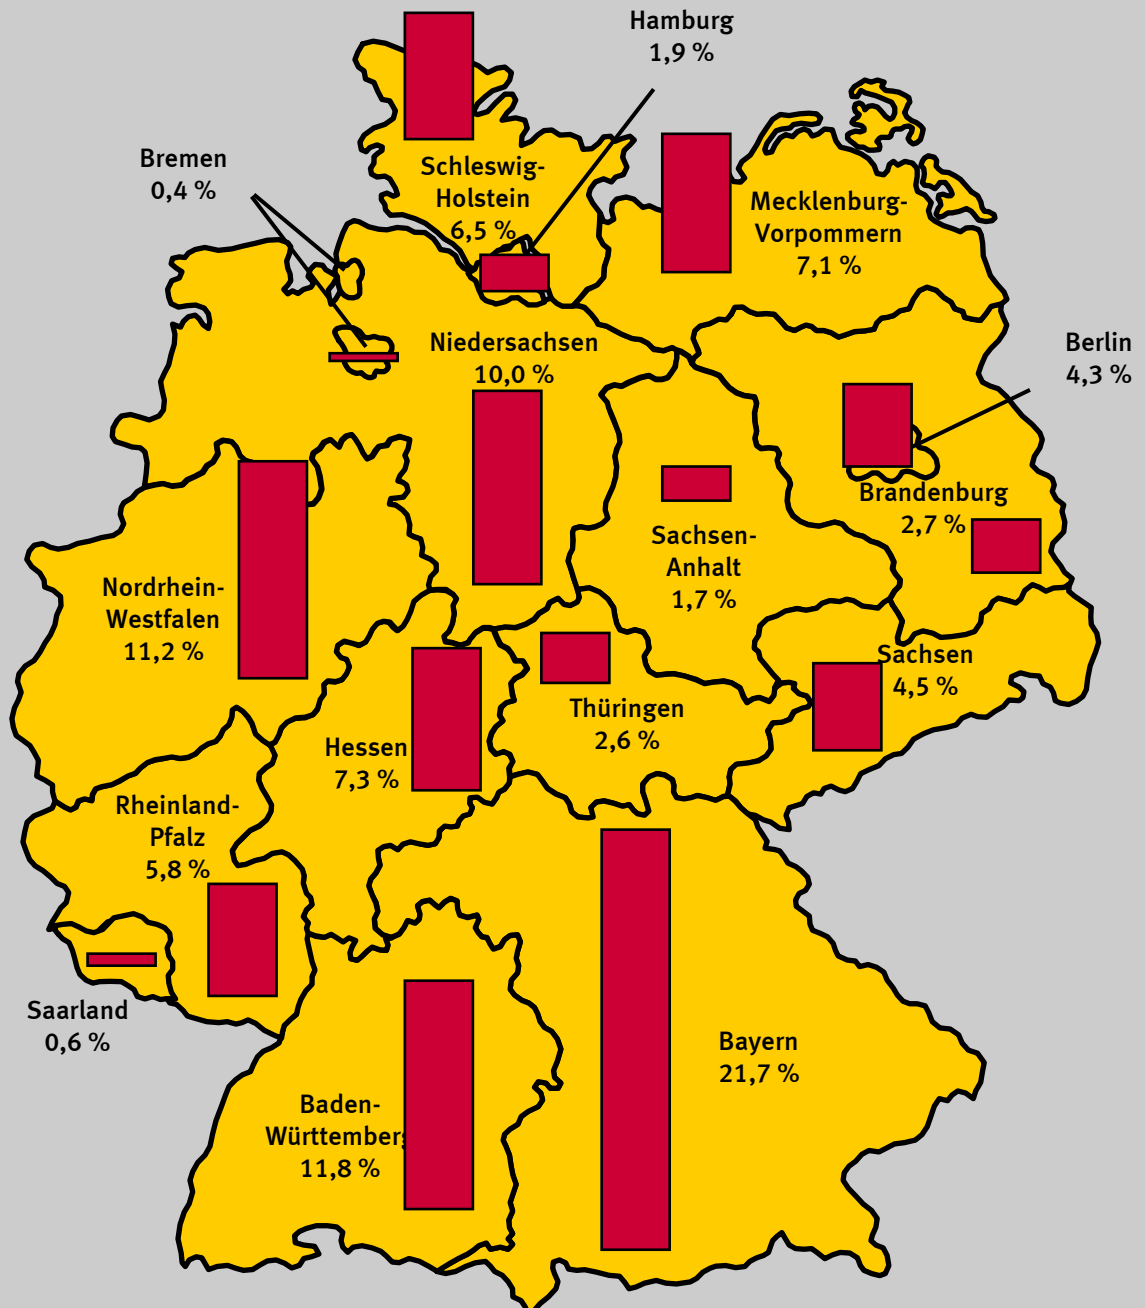 Hamburg
1,9 %
Bremen
0,4 %
Schleswig-
Holstein
6,5 %
Mecklenburg-
Vorpommern
7,1 %
Niedersachsen
10,0 %
Berlin
4,3 %
Brandenburg
2,7 %
Sachsen-
Anhalt
1,7 %
Nordrhein-
Westfalen
11,2 %
Sachsen
4,5 %
Thüringen
2,6 %
Hessen
7,3 %
Rheinland-
Pfalz
5,8 %
Saarland
0,6 %
Bayern
21,7 %
Baden-
Württemberg
11,8 %